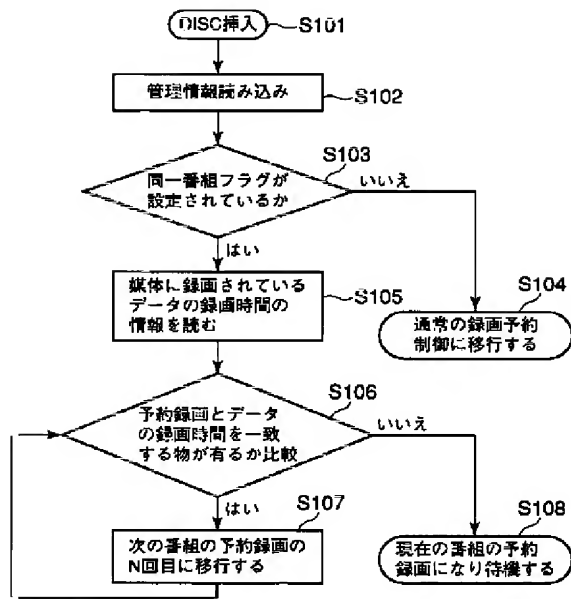 DISC挿入
S101
管理情報読み込み
S102
S103
同一番組フラグが
設定されているか
いいえ
はい
媒体に録画されている
データの録画時間の
情報を読む
S105
S104
通常の録画予約
制御に移行する
S106
予約録画とデータ
の録画時間を一致
する物が有るか比較
いいえ
はい
S107
次の番組の予約録画の
N回目に移行する
S108
現在の番組の予約
録画になり待機する